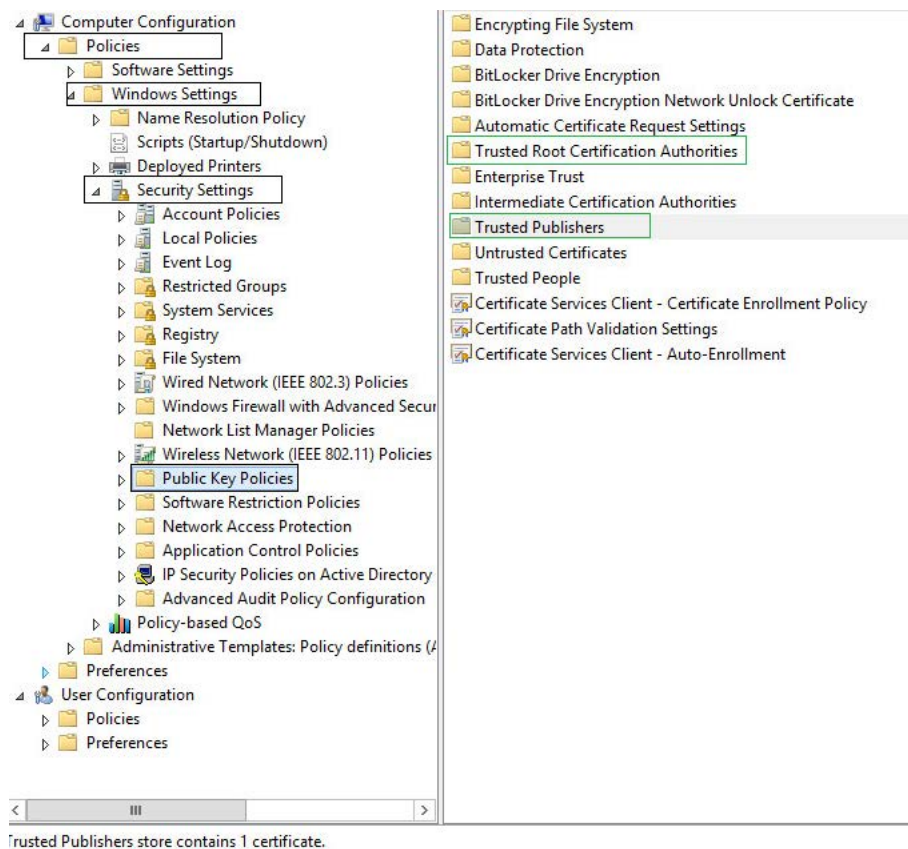 Computer Configuration
Policies
Software Settings
Windows Settings
Name Resolution Policy
Scripts (Startup/Shutdown)
Deployed Printers
Security Settings
Account Policies
Local Policies
Event Log
Restricted Groups
System Services
Registry
File System
Wired Network (IEEE 802.3) Policies
Windows Firewall with Advanced Secur
Network List Manager Policies
Wireless Network (IEEE 802.11) Policies
Public Key Policies
Software Restriction Policies
Network Access Protection
Application Control Policies
IP Security Policies on Active Directory
Advanced Audit Policy Configuration
Policy-based QoS
Administrative Templates: Policy definitions (A
Preferences
User Configuration
Policies
Preferences
Encrypting File System
Data Protection
BitLocker Drive Encryption
BitLocker Drive Encryption Network Unlock Certificate
Automatic Certificate Request Settings
Trusted Root Certification Authorities
Enterprise Trust
Intermediate Certification Authorities
Trusted Publishers
Untrusted Certificates
Trusted People
Certificate Services Client - Certificate Enrollment Policy
Certificate Path Validation Settings
Certificate Services Client - Auto-Enrollment
Trusted Publishers store contains 1 certificate.